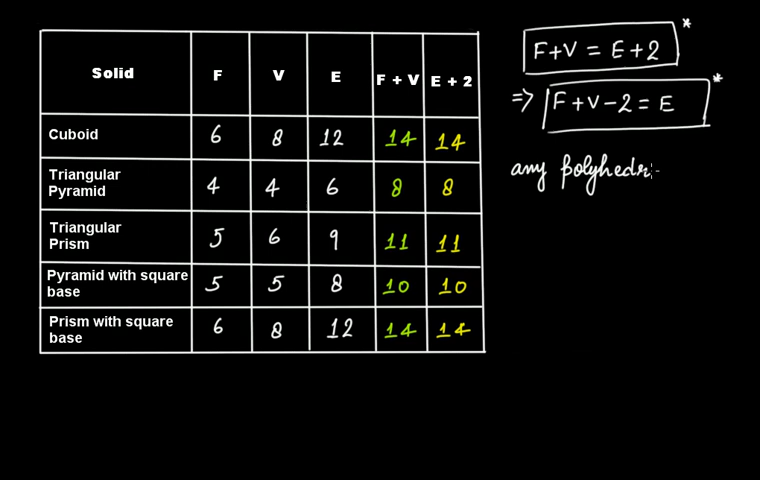 Solid F V E F + V E + 2
Cuboid 6 8 12 14 14
Triangular
Pyramid 4 4 6 8 8
Triangular
Prism 5 6 9 11 11
Pyramid with square
base 5 5 8 10 10
Prism with square
base 6 8 12 14 14
F+V = E+2 *
=> F+V-2 = E *
any polyhedr